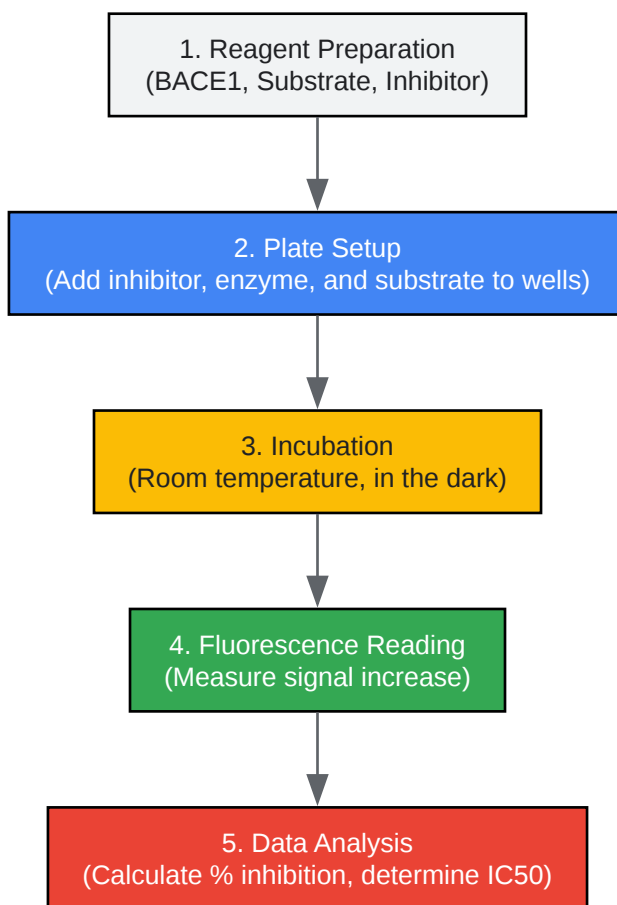 1. Reagent Preparation
(BACE1, Substrate, Inhibitor)
2. Plate Setup
(Add inhibitor, enzyme, and substrate to wells)
3. Incubation
(Room temperature, in the dark)
4. Fluorescence Reading
(Measure signal increase)
5. Data Analysis
(Calculate % inhibition, determine IC50)